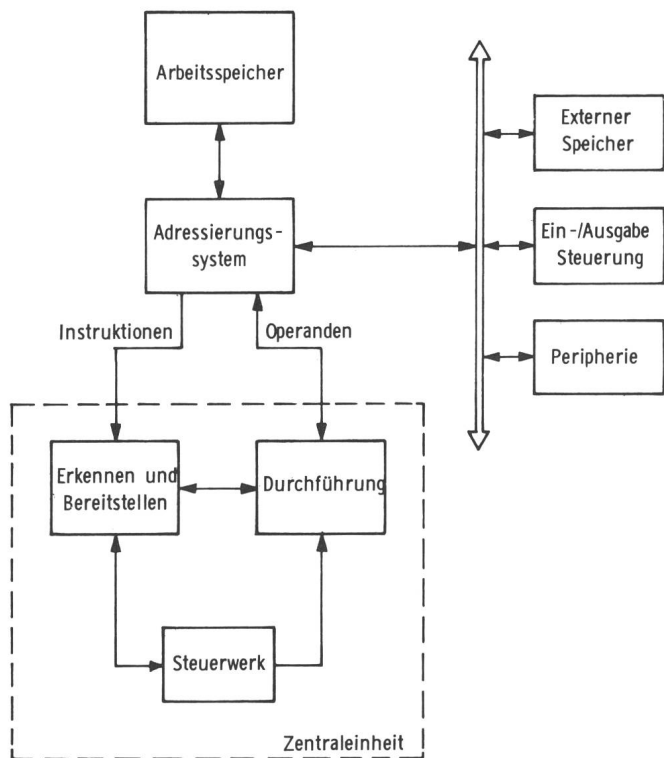 Arbeitsspeicher
Externer
Speicher
Adressierungs-
system
Ein-/Ausgabe
Steuerung
Instruktionen
Operanden
Peripherie
Erkennen und
Bereitstellen
Durchführung
Steuerwerk
Zentraleinheit